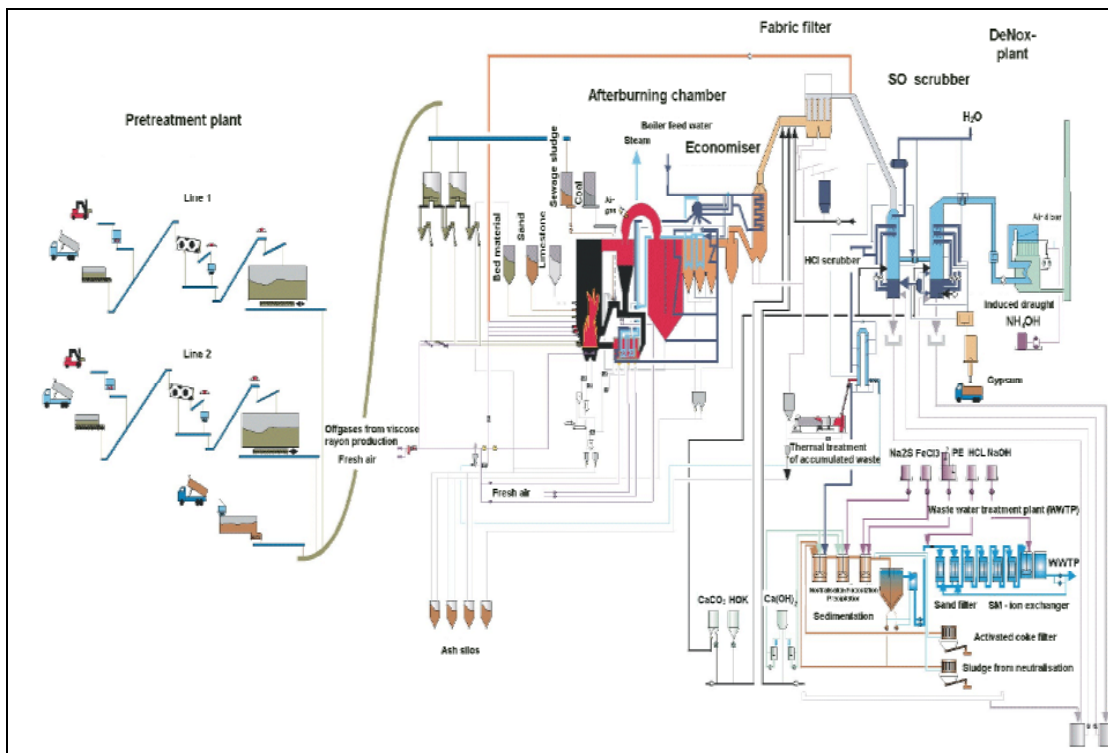 Fabric filter
DeNox-
plant
SO scrubber
Afterburning chamber
H₂O
Pretreatment plant
Boiler feed water
Steam
Economiser
Sewage sludge
Coal
Line 1
Bed material
Sand
Limestone
HCl scrubber
Induced draught
NH₄OH
Line 2
Gypsum
Offgases from viscose
rayon production
Fresh air
Thermal treatment
of accumulated waste
Na2S FeCl3 PE HCL NaOH
Fresh air
Waste water treatment plant (WWTP)
WWTP
Precipitation
CaCO₃ HOK
Ca(OH)₂
Sand filter
SM - ion exchanger
Sedimentation
Activated coke filter
Ash silos
Sludge from neutralisation